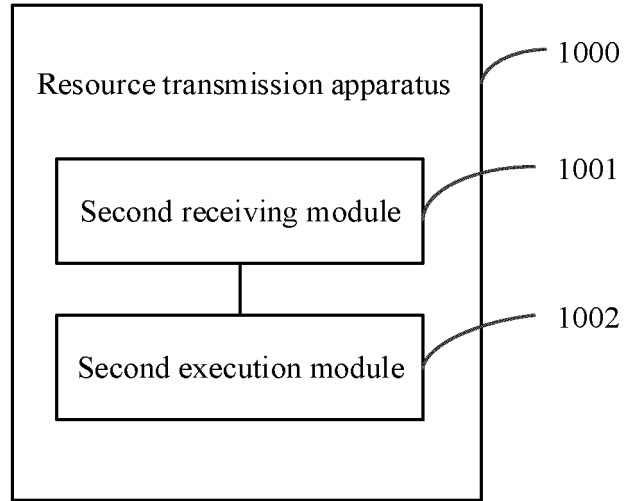 1000
Resource transmission apparatus
1001
Second receiving module
1002
Second execution module